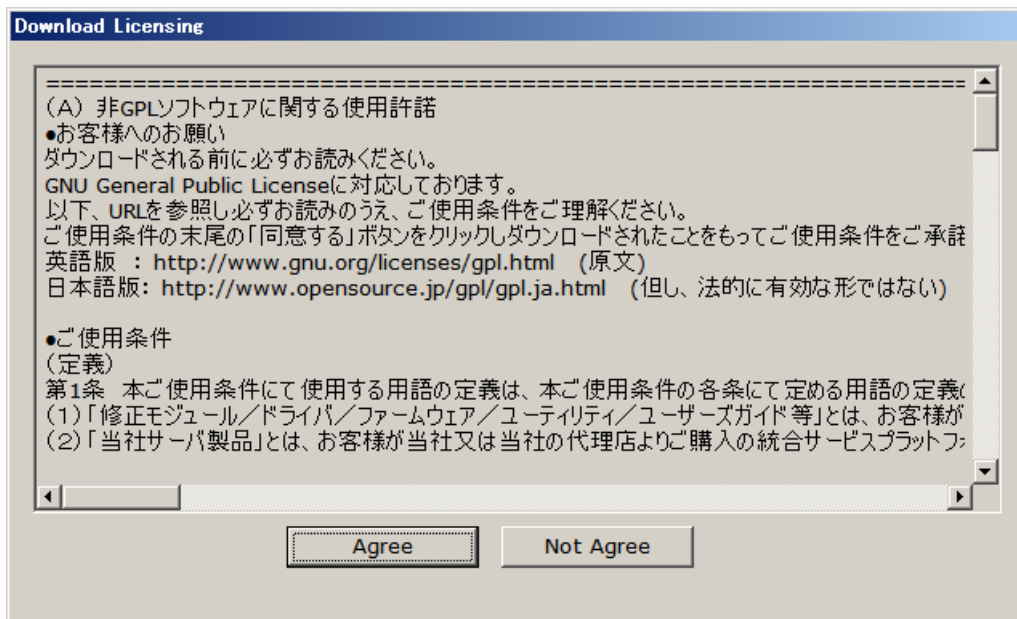 Download Licensing
================================================================
(A) 非GPLソフトウェアに関する使用許諾
●お客様へのお願い
ダウンロードされる前に必ずお読みください。
GNU General Public Licenseに対応しております。
以下、URLを参照し必ずお読みのうえ、ご使用条件をご理解ください。
ご使用条件の末尾の「同意する」ボタンをクリックしダウンロードされたことをもってご使用条件をご承諾
英語版 : http://www.gnu.org/licenses/gpl.html (原文)
日本語版: http://www.opensource.jp/gpl/gpl.ja.html (但し、法的に有効な形ではない)
●ご使用条件
(定義)
第1条 本ご使用条件にて使用する用語の定義は、本ご使用条件の各条にて定める用語の定義
(1)「修正モジュール/ドライバ/ファームウェア/ユーティリティ/ユーザーズガイド等」とは、お客様が
(2)「当社サーバ製品」とは、お客様が当社又は当社の代理店よりご購入の統合サービスプラットフ
Agree
Not Agree